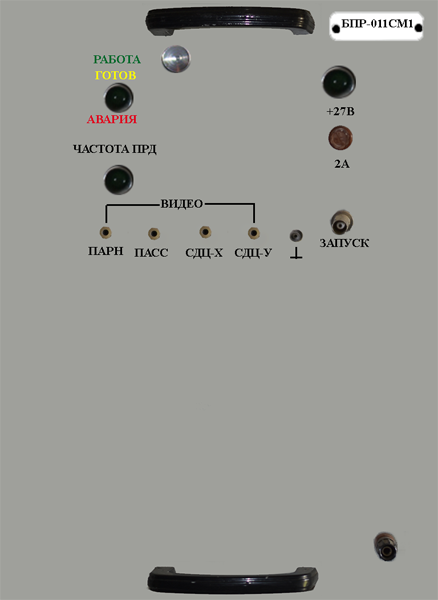 БПР-011СМ1
РАБОТА
ГОТОВ
АВАРИЯ
+27В
2А
ЧАСТОТА ПРД
ВИДЕО
ПАРН ПАСС СДЦ-Х СДЦ-У ⊥ ЗАПУСК